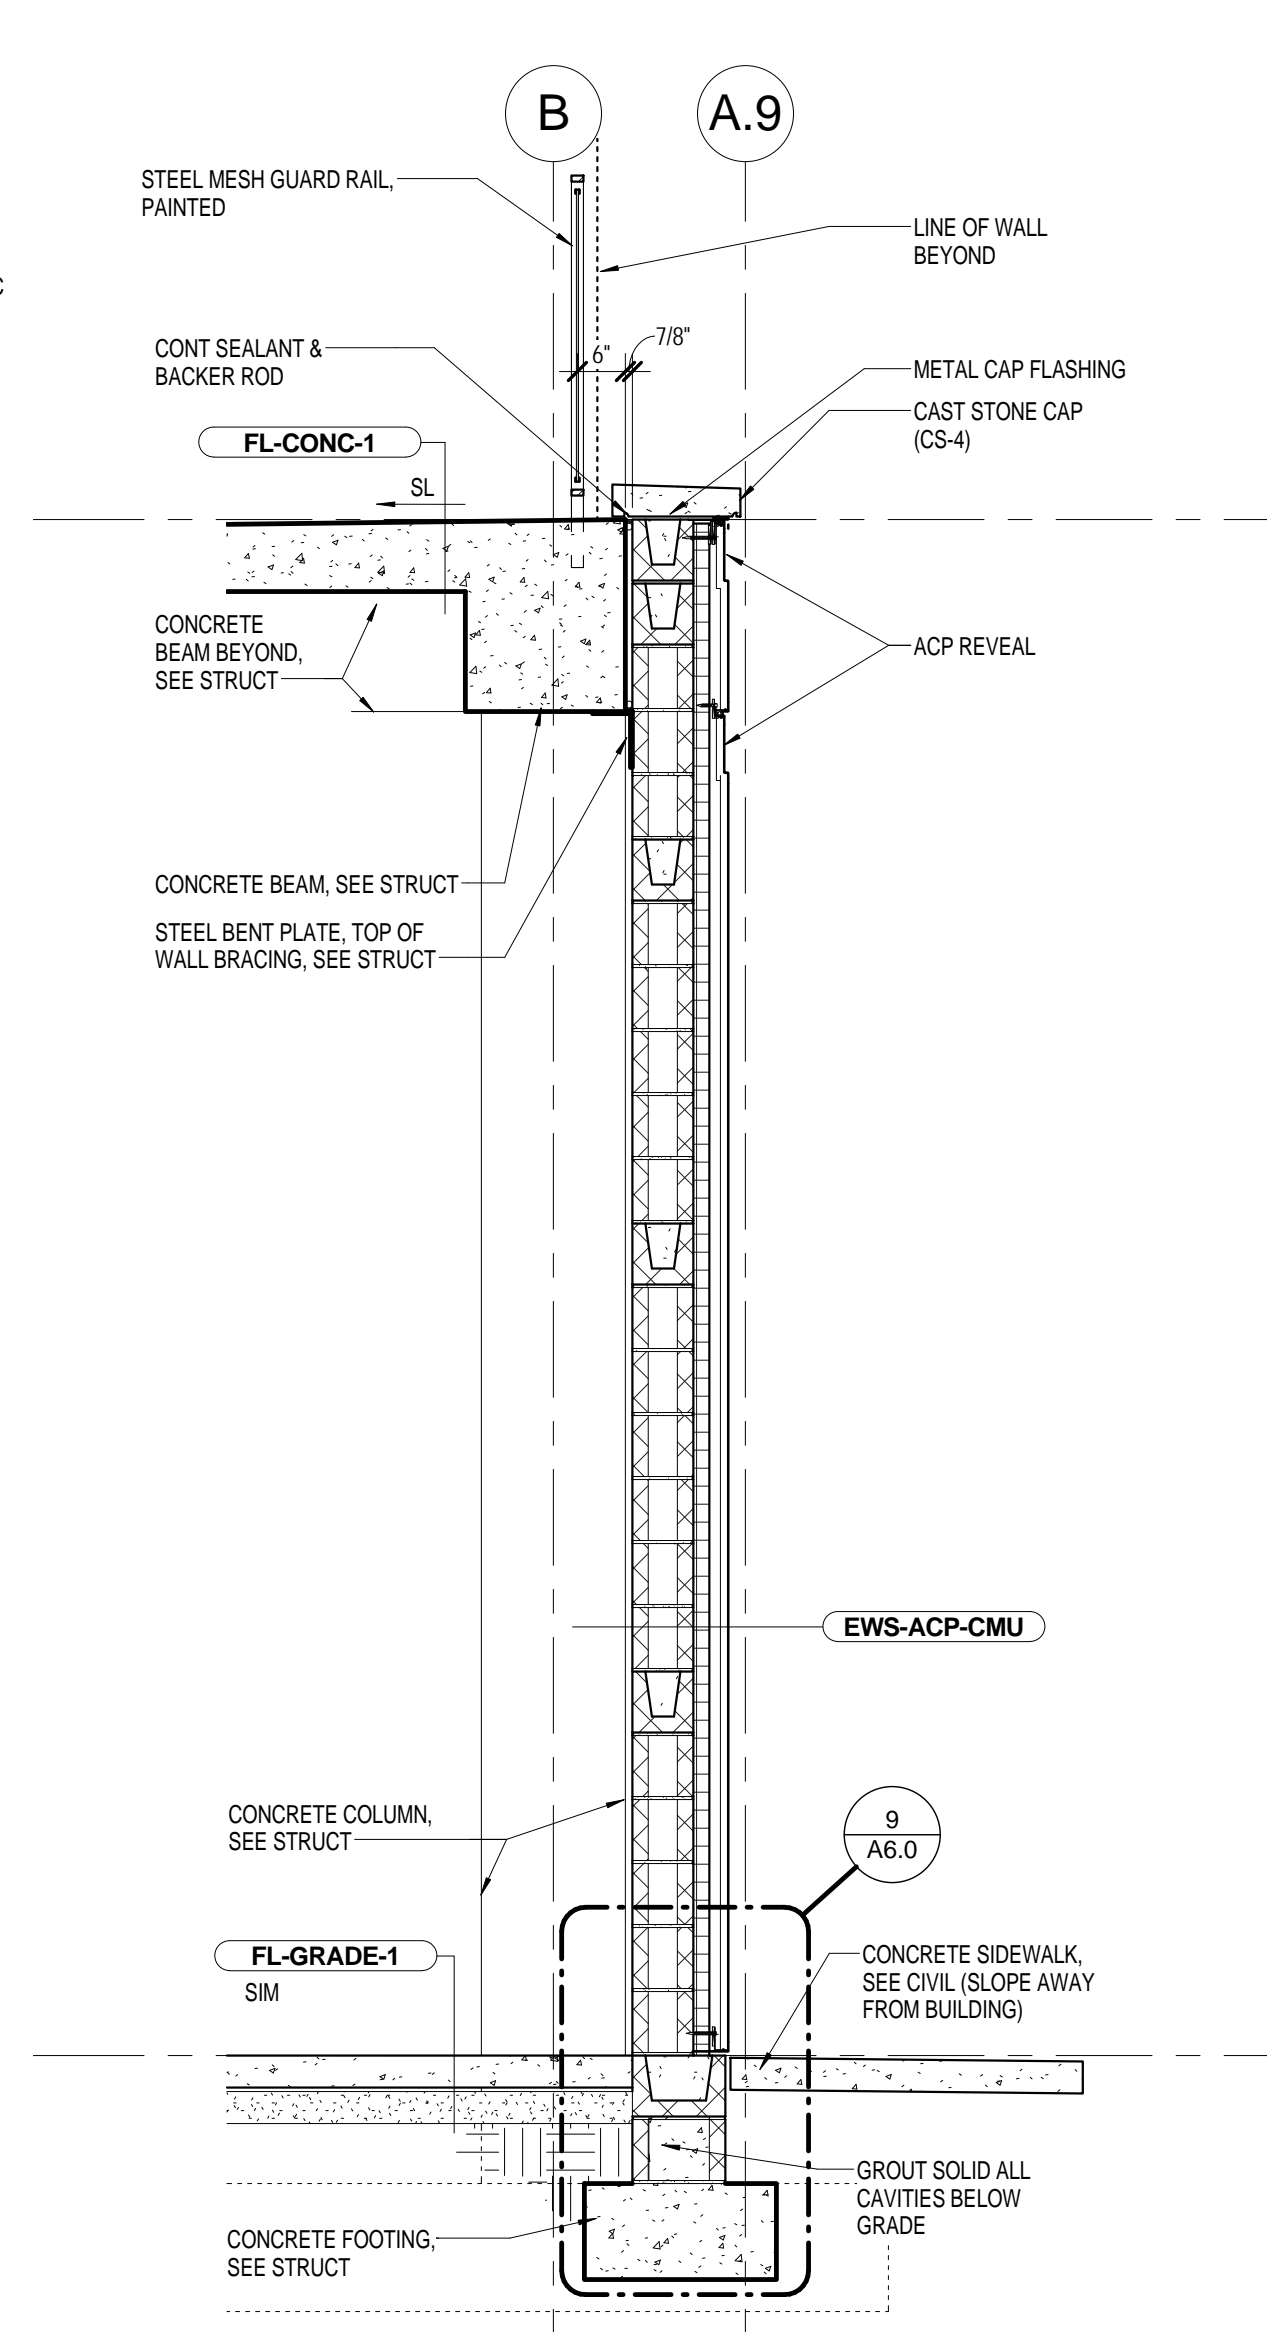 B
A.9
STEEL MESH GUARD RAIL,
PAINTED
LINE OF WALL
BEYOND
C
7/8"
6"
CONT SEALANT &
BACKER ROD
METAL CAP FLASHING
CAST STONE CAP
(CS-4)
FL-CONC-1
SL
CONCRETE
BEAM BEYOND,
SEE STRUCT
ACP REVEAL
CONCRETE BEAM, SEE STRUCT
STEEL BENT PLATE, TOP OF
WALL BRACING, SEE STRUCT
EWS-ACP-CMU
CONCRETE COLUMN,
SEE STRUCT
9
A6.0
FL-GRADE-1
SIM
CONCRETE SIDEWALK,
SEE CIVIL (SLOPE AWAY
FROM BUILDING)
GROUT SOLID ALL
CAVITIES BELOW
GRADE
CONCRETE FOOTING,
SEE STRUCT